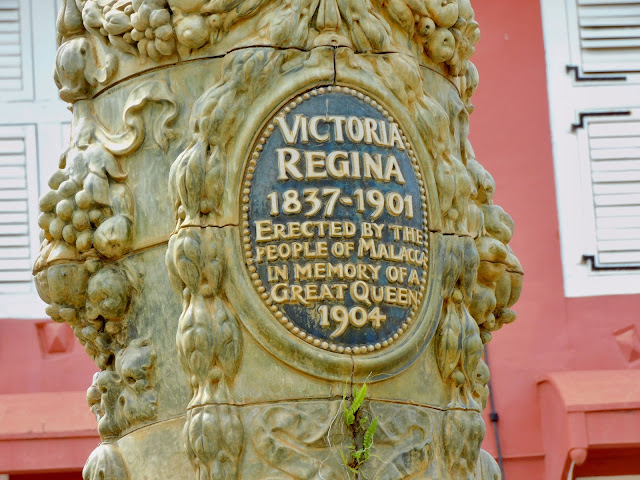 VICTORIA
REGINA
1837-1901
ERECTED BY THE
PEOPLE OF MALACCA
IN MEMORY OF A
GREAT QUEEN
1904